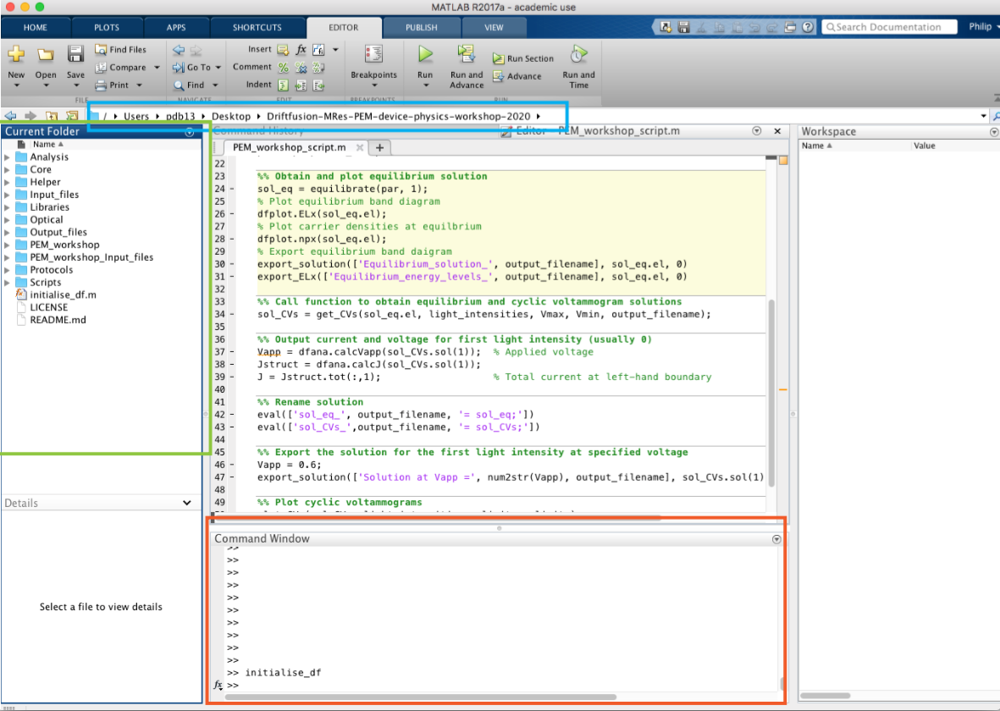 MATLAB R2017a - academic use
HOME PLOTS APPS SHORTCUTS EDITOR PUBLISH VIEW Search Documentation Philip
New Open Save Find Files Compare Print Go To Find Insert Comment Indent fx Breakpoints Run Run and Advance Run Section Advance Run and Time
FILE NAVIGATE EDIT BREAKPOINTS RUN
/ Users pdb13 Desktop Driftfusion-MRes-PEM-device-physics-workshop-2020
Current Folder
Name
Analysis
Core
Helper
Input_files
Libraries
Optical
Output_files
PEM_workshop
PEM_workshop_Input_files
Protocols
Scripts
initialise_df.m
LICENSE
README.md
Details
Select a file to view details
Command History
Editor - PEM_workshop_script.m
PEM_workshop_script.m +
22
23 %% Obtain and plot equilibrium solution
24 - sol_eq = equilibrate(par, 1);
25 % Plot equilibrium band diagram
26 - dfplot.ELx(sol_eq.el);
27 % Plot carrier densities at equilbrium
28 - dfplot.npx(sol_eq.el);
29 % Export equilibrium band daigram
30 - export_solution(['Equilibrium_solution_', output_filename], sol_eq.el, 0)
31 - export_ELx(['Equilibrium_energy_levels_', output_filename], sol_eq.el, 0)
32
33 %% Call function to obtain equilibrium and cyclic voltammogram solutions
34 - sol_CVs = get_CVs(sol_eq.el, light_intensities, Vmax, Vmin, output_filename);
35
36 %% Output current and voltage for first light intensity (usually 0)
37 - Vapp = dfana.calcVapp(sol_CVs.sol(1)); % Applied voltage
38 - Jstruct = dfana.calcJ(sol_CVs.sol(1));
39 - J = Jstruct.tot(:,1); % Total current at left-hand boundary
40
41 %% Rename solution
42 - eval(['sol_eq_', output_filename, '= sol_eq;'])
43 - eval(['sol_CVs_',output_filename, '= sol_CVs;'])
44
45 %% Export the solution for the first light intensity at specified voltage
46 - Vapp = 0.6;
47 - export_solution(['Solution at Vapp =', num2str(Vapp), output_filename], sol_CVs.sol(1)
48
49 %% Plot cyclic voltammograms
Command Window
>>
>>
>>
>>
>>
>>
>>
>>
>>
>>
>> initialise_df
fx >>
Workspace
Name Value